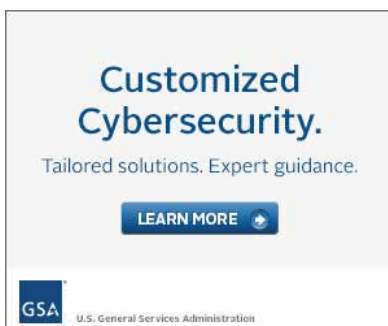 Customized
Cybersecurity.
Tailored solutions. Expert guidance.
LEARN MORE
GSA
U.S. General Services Administration